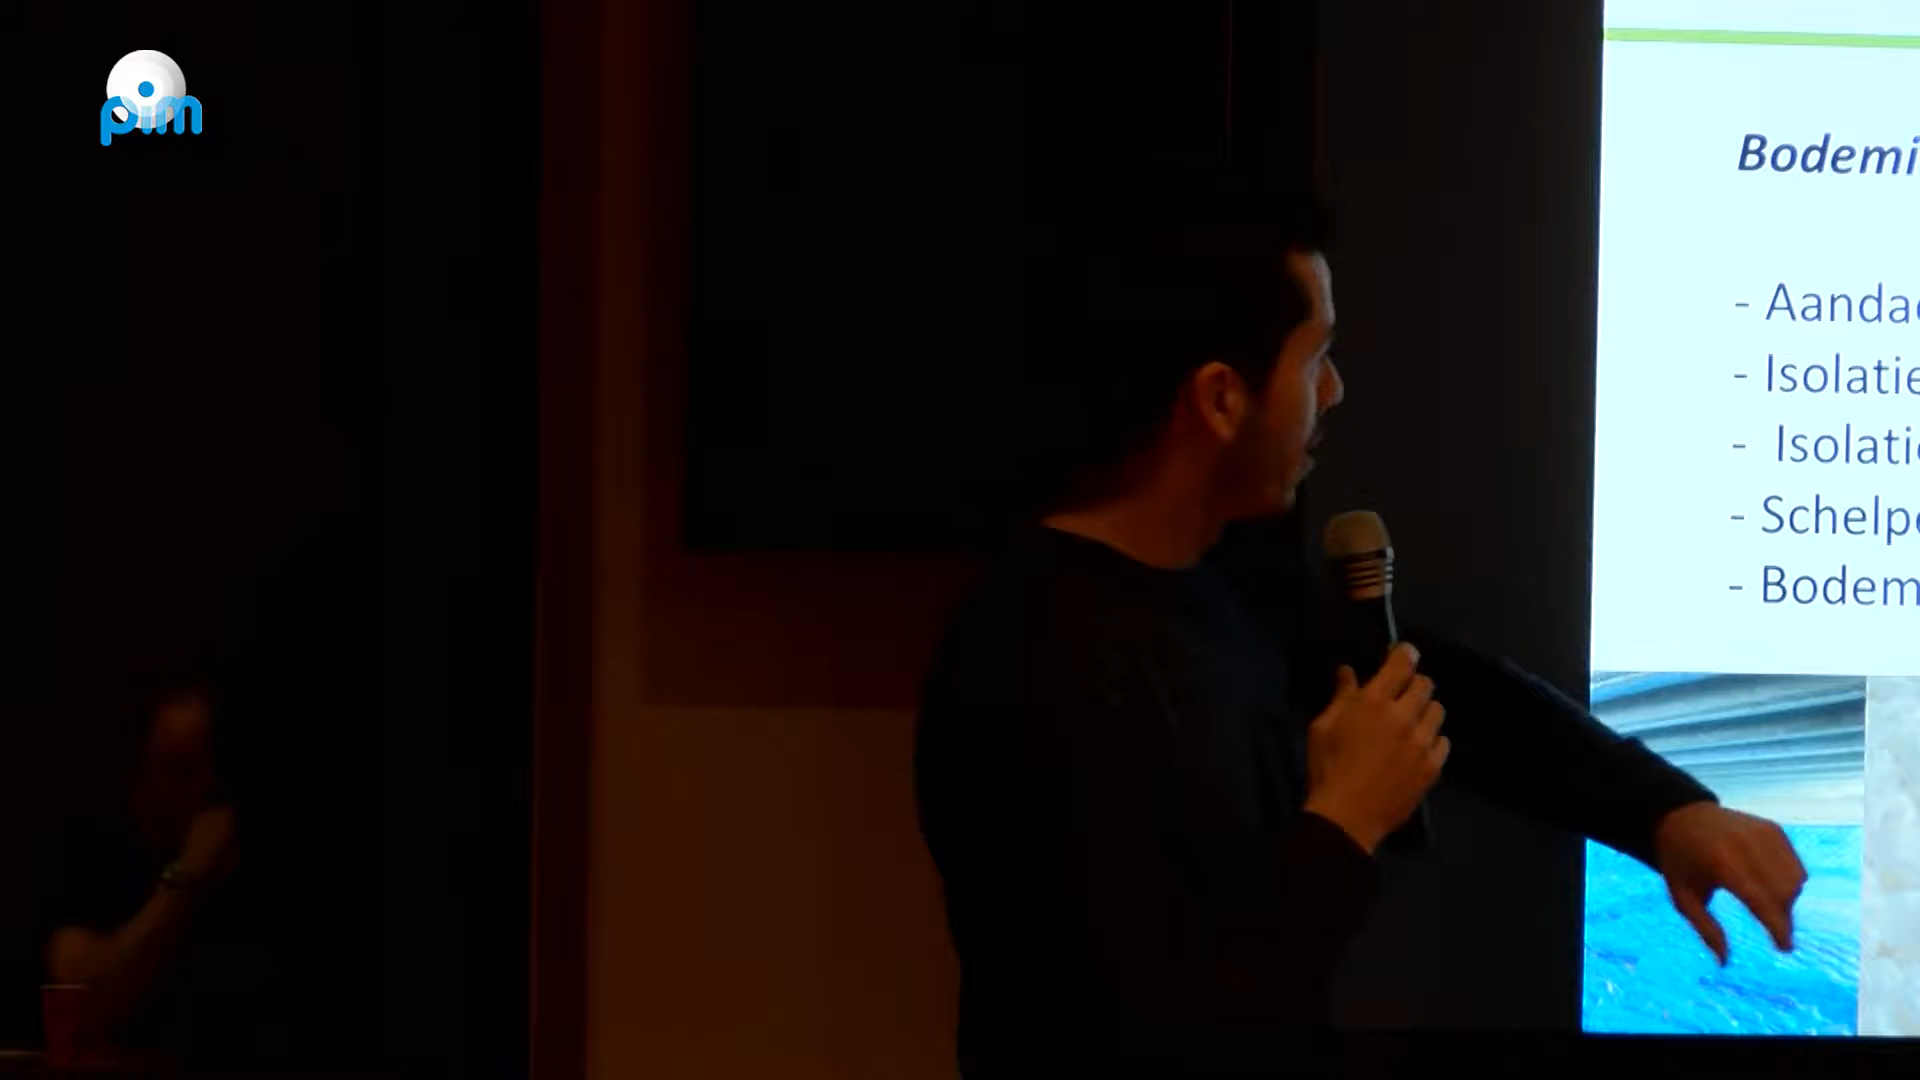 pim
Bodemi
- Aanda
- Isolatie
- Isolati
- Schelp
- Bodem